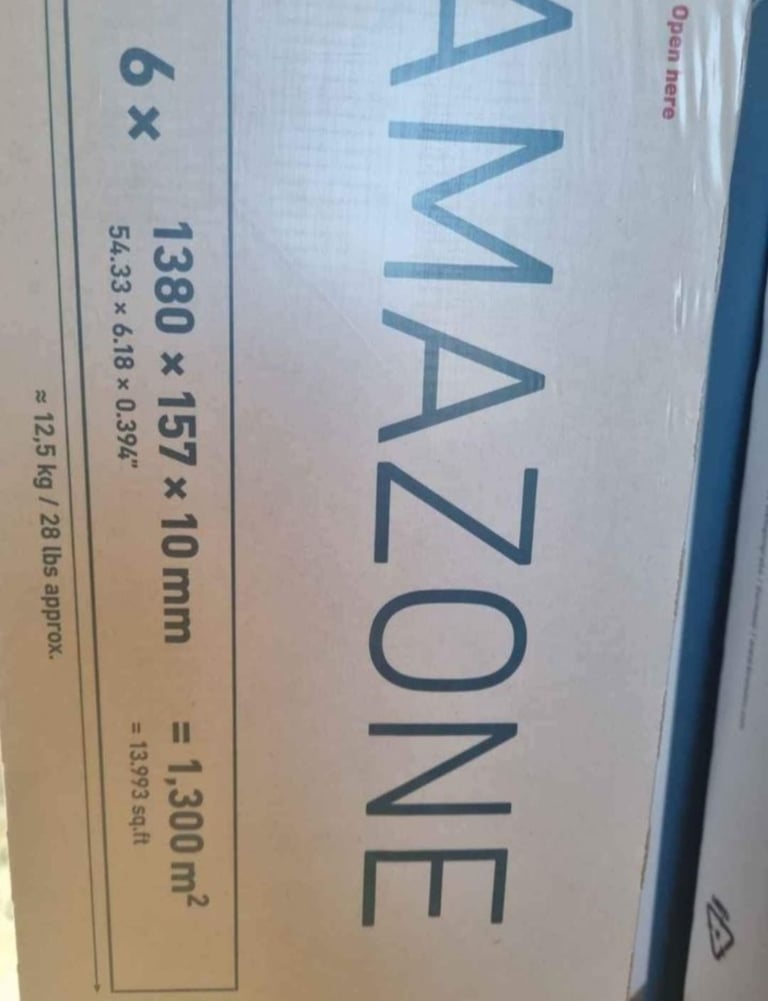 Open here
AMAZONE
6 × 1380 × 157 × 10 mm = 1,300 m²
54.33 × 6.18 × 0.394" = 13.993 sq.ft
≈ 12,5 kg / 28 lbs approx.